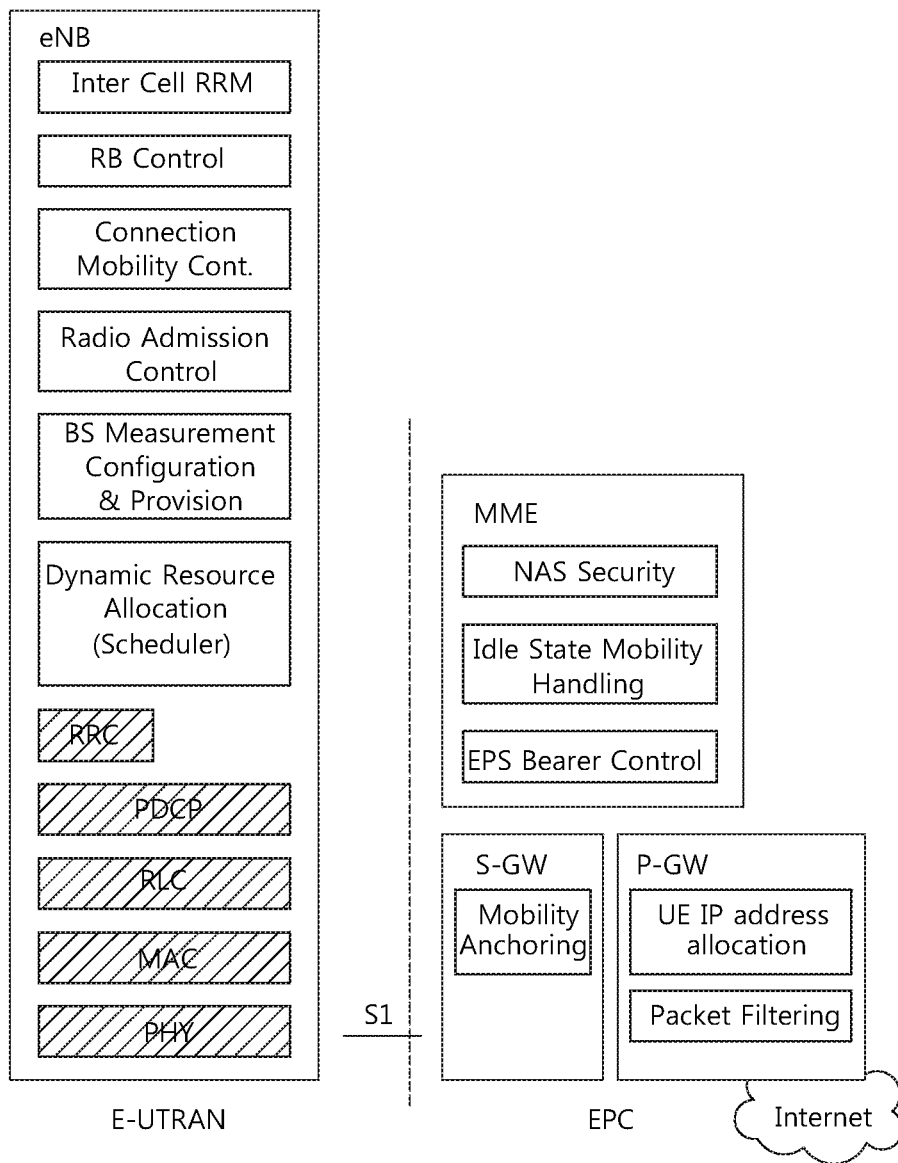 eNB
Inter Cell RRM
RB Control
Connection
Mobility Cont.
Radio Admission
Control
BS Measurement
Configuration
& Provision
Dynamic Resource
Allocation
(Scheduler)
RRC
PDCP
RLC
MAC
PHY
S1
MME
NAS Security
Idle State Mobility
Handling
EPS Bearer Control
S-GW
Mobility
Anchoring
P-GW
UE IP address
allocation
Packet Filtering
E-UTRAN
EPC
Internet